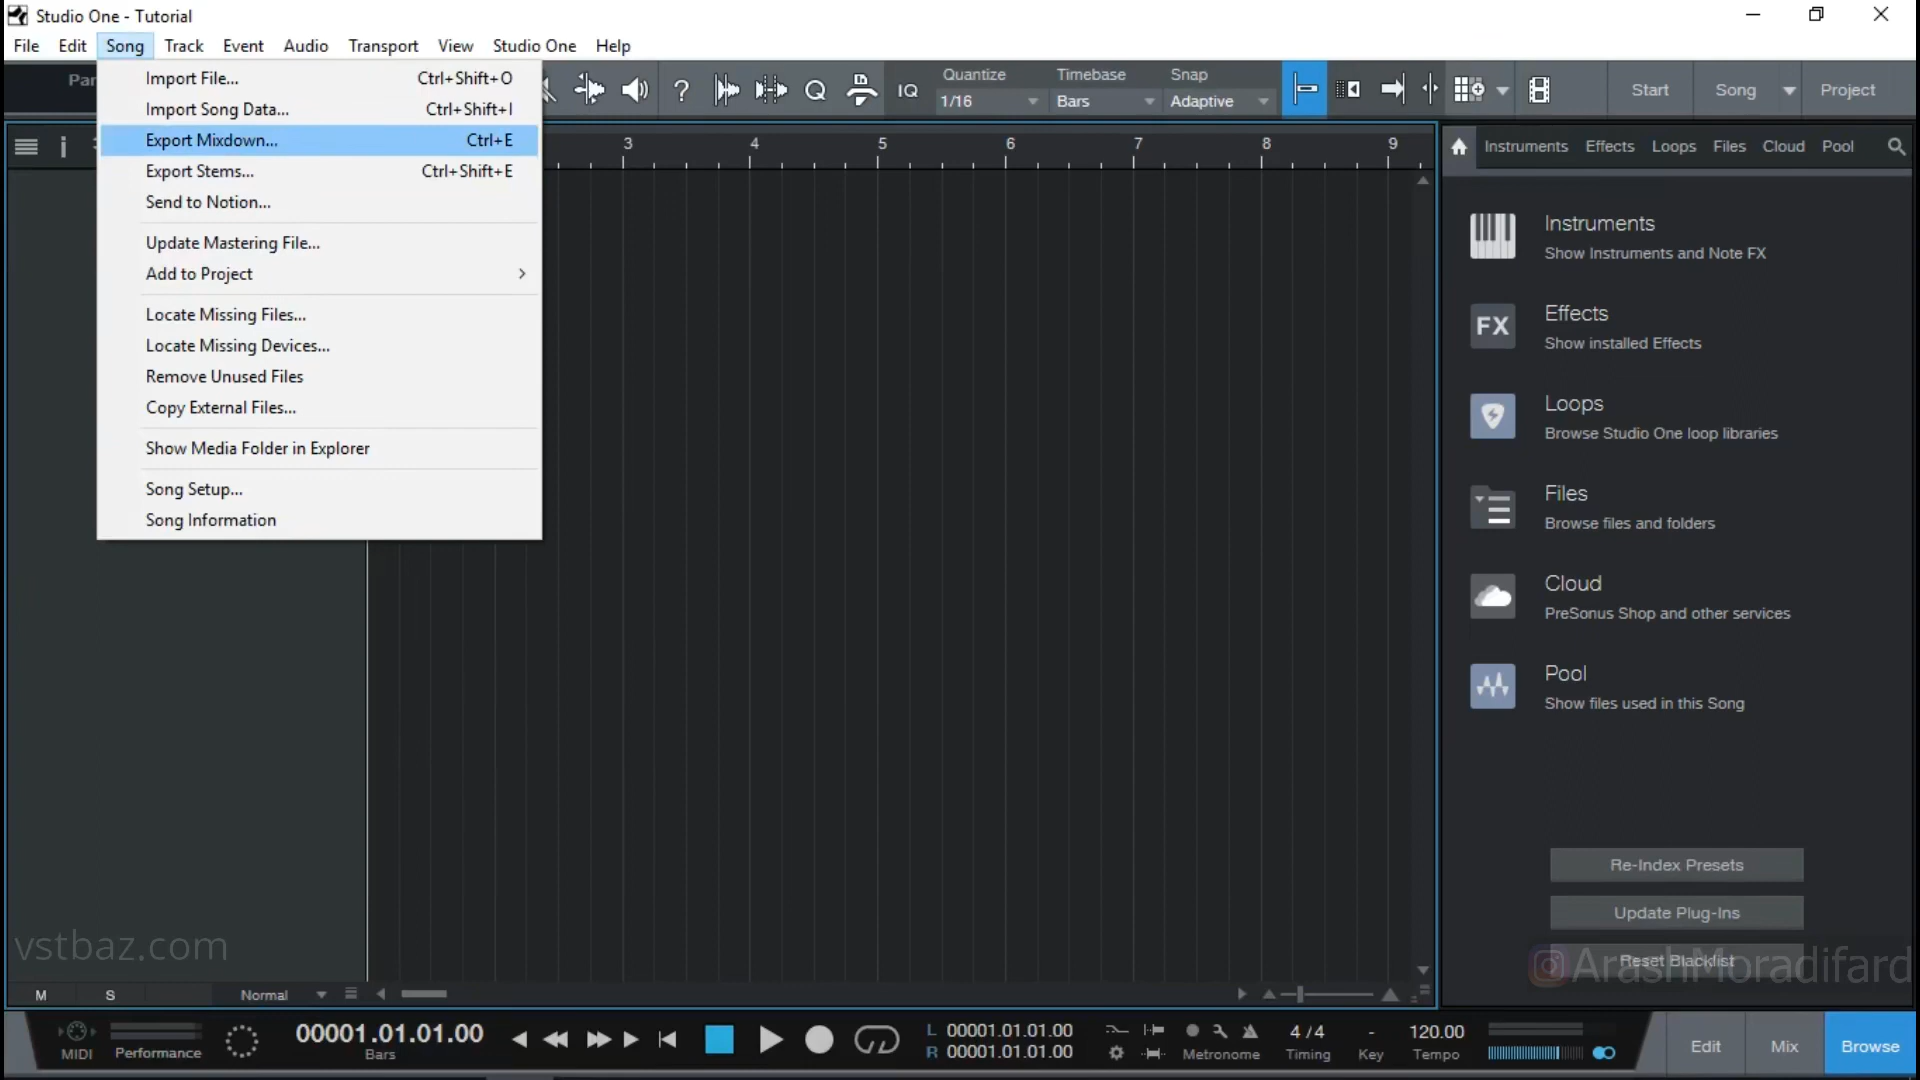 Studio One - Tutorial
File Edit Song Track Event Audio Transport View Studio One Help
Import File... Ctrl+Shift+O
Import Song Data... Ctrl+Shift+I
Export Mixdown... Ctrl+E
Export Stems... Ctrl+Shift+E
Send to Notion...
Update Mastering File...
Add to Project
Locate Missing Files...
Locate Missing Devices...
Remove Unused Files
Copy External Files...
Show Media Folder in Explorer
Song Setup...
Song Information
Par
? Q IQ
Quantize Timebase Snap
1/16 Bars Adaptive
Start Song Project
3 4 5 6 7 8 9
Instruments Effects Loops Files Cloud Pool
Instruments
Show Instruments and Note FX
FX
Effects
Show installed Effects
Loops
Browse Studio One loop libraries
Files
Browse files and folders
Cloud
PreSonus Shop and other services
Pool
Show files used in this Song
Re-Index Presets
Update Plug-Ins
Reset Blacklist
vstbaz.com
ArashMoradifard
M S Normal
MIDI Performance
00001.01.01.00
Bars
L 00001.01.01.00
R 00001.01.01.00
Metronome
4 / 4
Timing
-
Key
120.00
Tempo
Edit Mix Browse